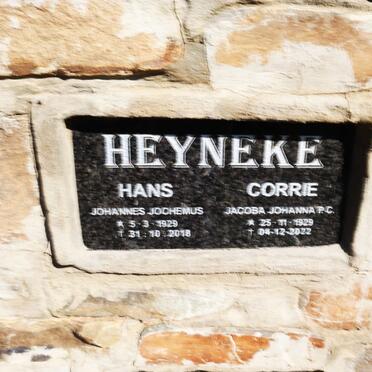 HEYNEKE
HANS CORRIE
JOHANNES JOCHEMUS JACOBA JOHANNA P.C.
* 5·3·1929 * 25·11·1929
† 31·10·2018 † 04-12-2022